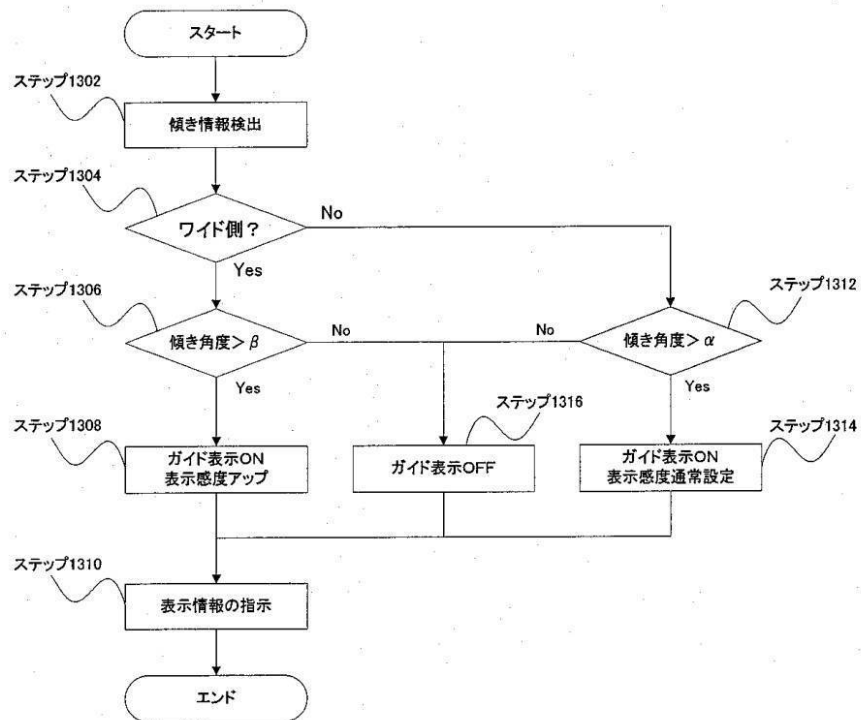 スタート
ステップ1302
傾き情報検出
ステップ1304
ワイド側?
No
Yes
ステップ1306
傾き角度>β
No
Yes
ステップ1312
傾き角度>α
No
Yes
ステップ1308
ガイド表示ON
表示感度アップ
ステップ1316
ガイド表示OFF
ステップ1314
ガイド表示ON
表示感度通常設定
ステップ1310
表示情報の指示
エンド